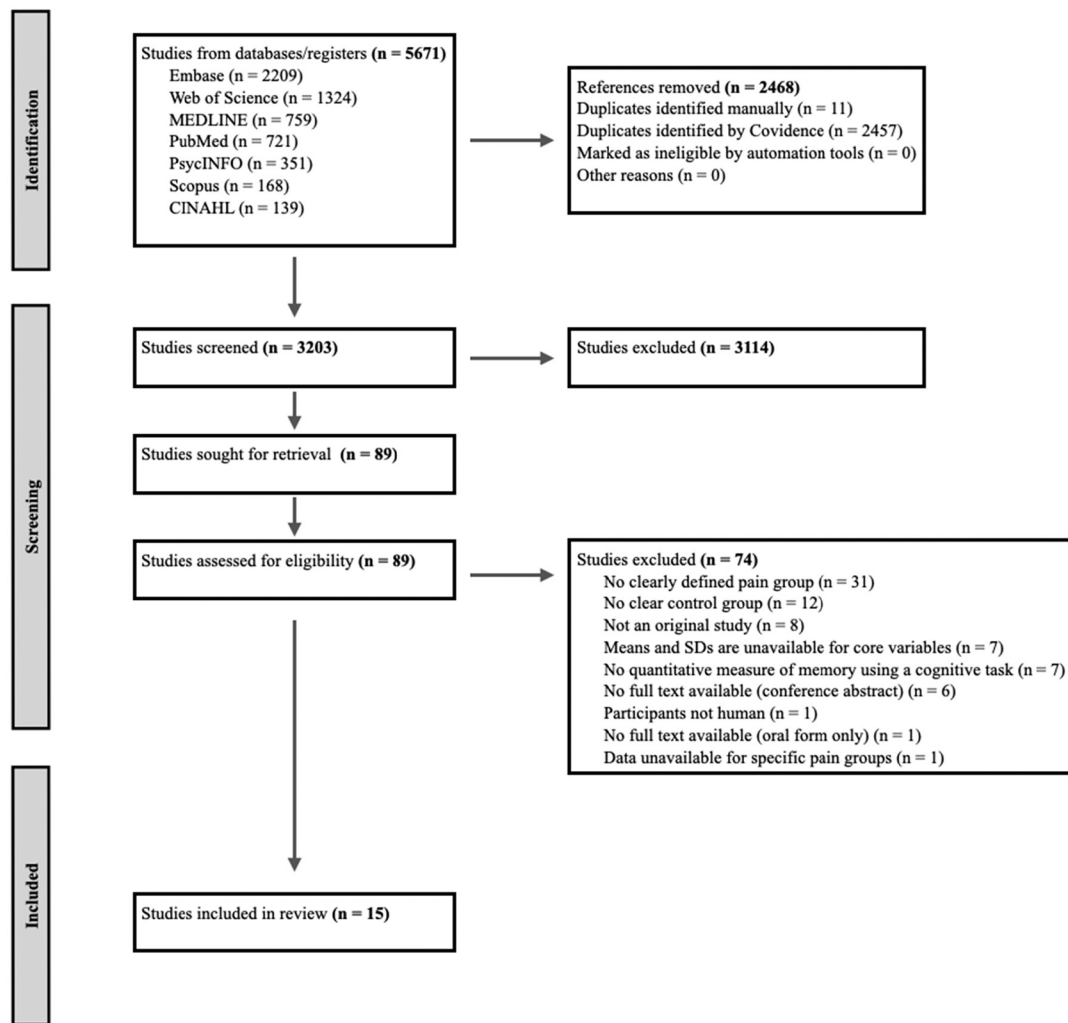 Identification
Studies from databases/registers (n = 5671)
Embase (n = 2209)
Web of Science (n = 1324)
MEDLINE (n = 759)
PubMed (n = 721)
PsycINFO (n = 351)
Scopus (n = 168)
CINAHL (n = 139)
References removed (n = 2468)
Duplicates identified manually (n = 11)
Duplicates identified by Covidence (n = 2457)
Marked as ineligible by automation tools (n = 0)
Other reasons (n = 0)
Screening
Studies screened (n = 3203)
Studies excluded (n = 3114)
Studies sought for retrieval (n = 89)
Studies assessed for eligibility (n = 89)
Studies excluded (n = 74)
No clearly defined pain group (n = 31)
No clear control group (n = 12)
Not an original study (n = 8)
Means and SDs are unavailable for core variables (n = 7)
No quantitative measure of memory using a cognitive task (n = 7)
No full text available (conference abstract) (n = 6)
Participants not human (n = 1)
No full text available (oral form only) (n = 1)
Data unavailable for specific pain groups (n = 1)
Included
Studies included in review (n = 15)